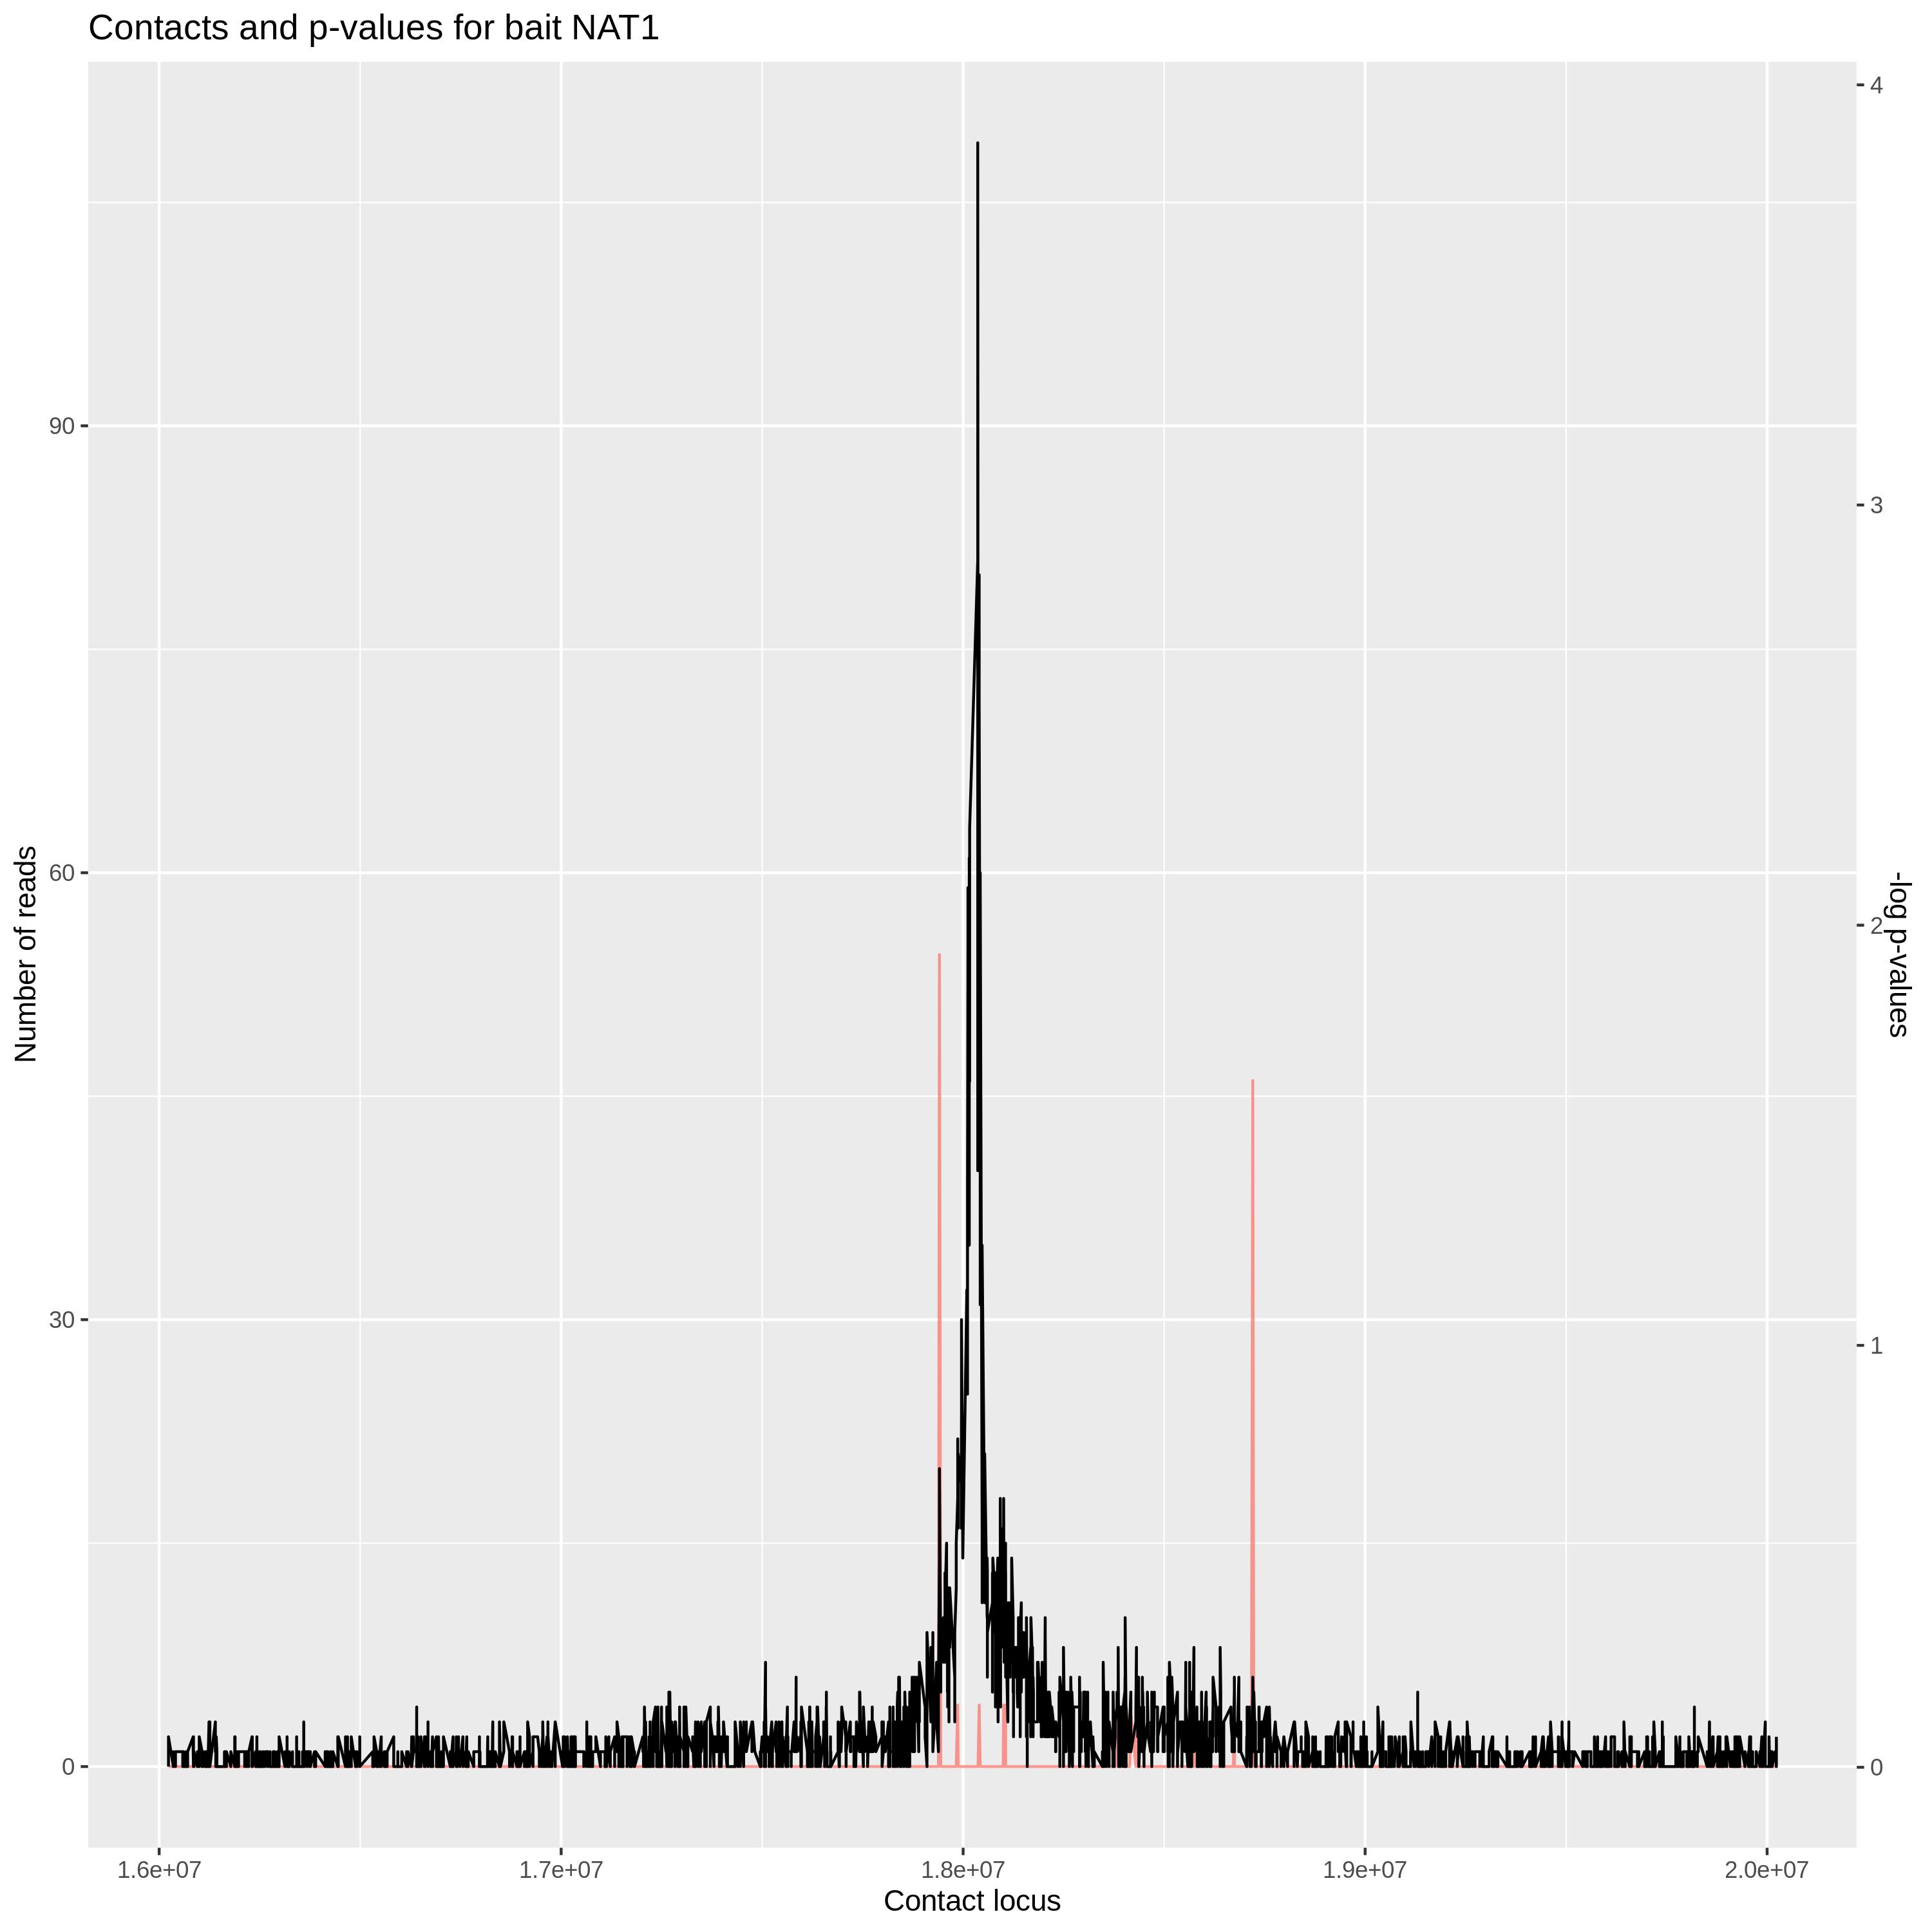 Contacts and p-values for bait NAT1
Number of reads
90
60
30
0
4
3
2
1
0
-log p-values
1.6e+07 1.7e+07 1.8e+07 1.9e+07 2.0e+07
Contact locus